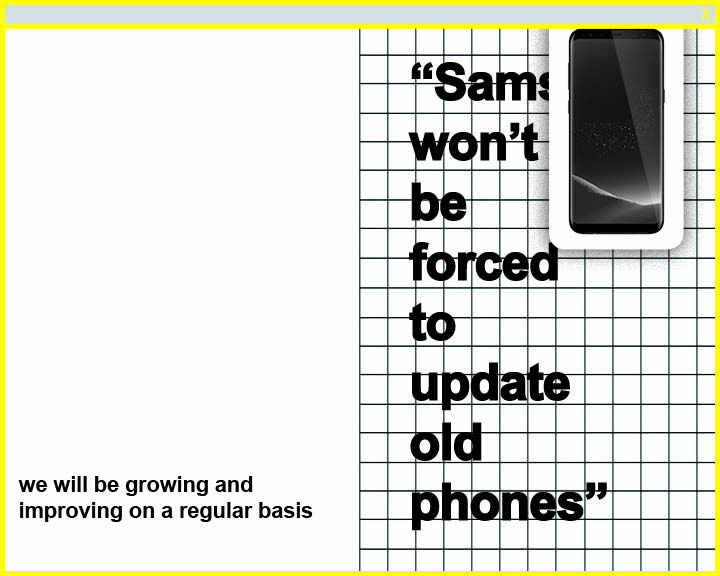 X
“Sams
won’t
be
forced
to
update
old
phones”
we will be growing and
improving on a regular basis